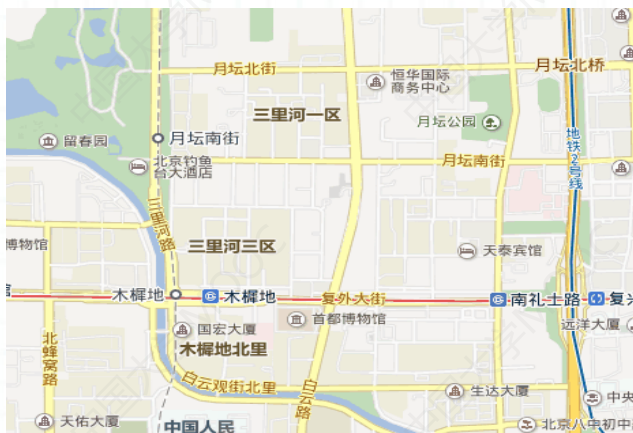 月坛北街
恒华国际
商务中心
月坛北桥
三里河一区
月坛公园
留春园
月坛南街
北京钓鱼
台大酒店
月坛南街
地铁2号线
三里河路
博物馆
三里河三区
天泰宾馆
馆
木樨地
木樨地
复外大街
南礼士路
复兴
首都博物馆
远洋大厦
国宏大厦
北蜂窝路
木樨地北里
白云观街北里
白云路
生达大厦
中央
天佑大厦
中国人民
北京八中初中